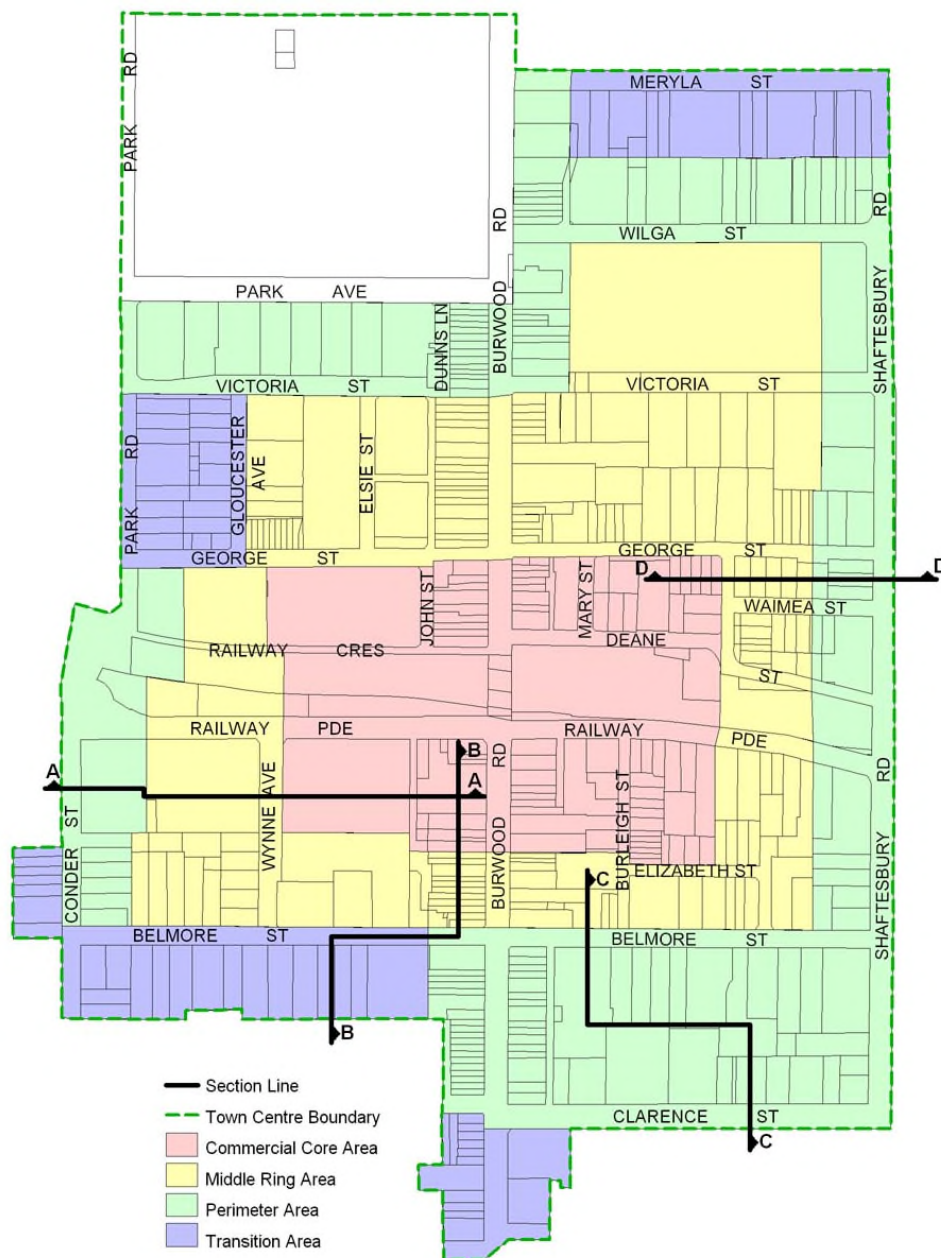 PARK RD
MERYLA ST
PARK
RD
RD
WILGA ST
PARK AVE
DUNNS LN
BURWOOD
SHAFTESBURY
VICTORIA ST
VICTORIA ST
PARK RD
GLOUCESTER AVE
ELSIE ST
GEORGE ST
GEORGE ST
D
D
JOHN ST
MARY ST
WAIMEA ST
RAILWAY CRES
DEANE ST
RAILWAY PDE
RAILWAY PDE
B
RD
A
A
RD
CONDER ST
WYNNE AVE
BURWOOD
BURLEIGH ST
ELIZABETH ST
C
SHAFTESBURY
BELMORE ST
BELMORE ST
B
Section Line
Town Centre Boundary
CLARENCE ST
Commercial Core Area
C
Middle Ring Area
Perimeter Area
Transition Area